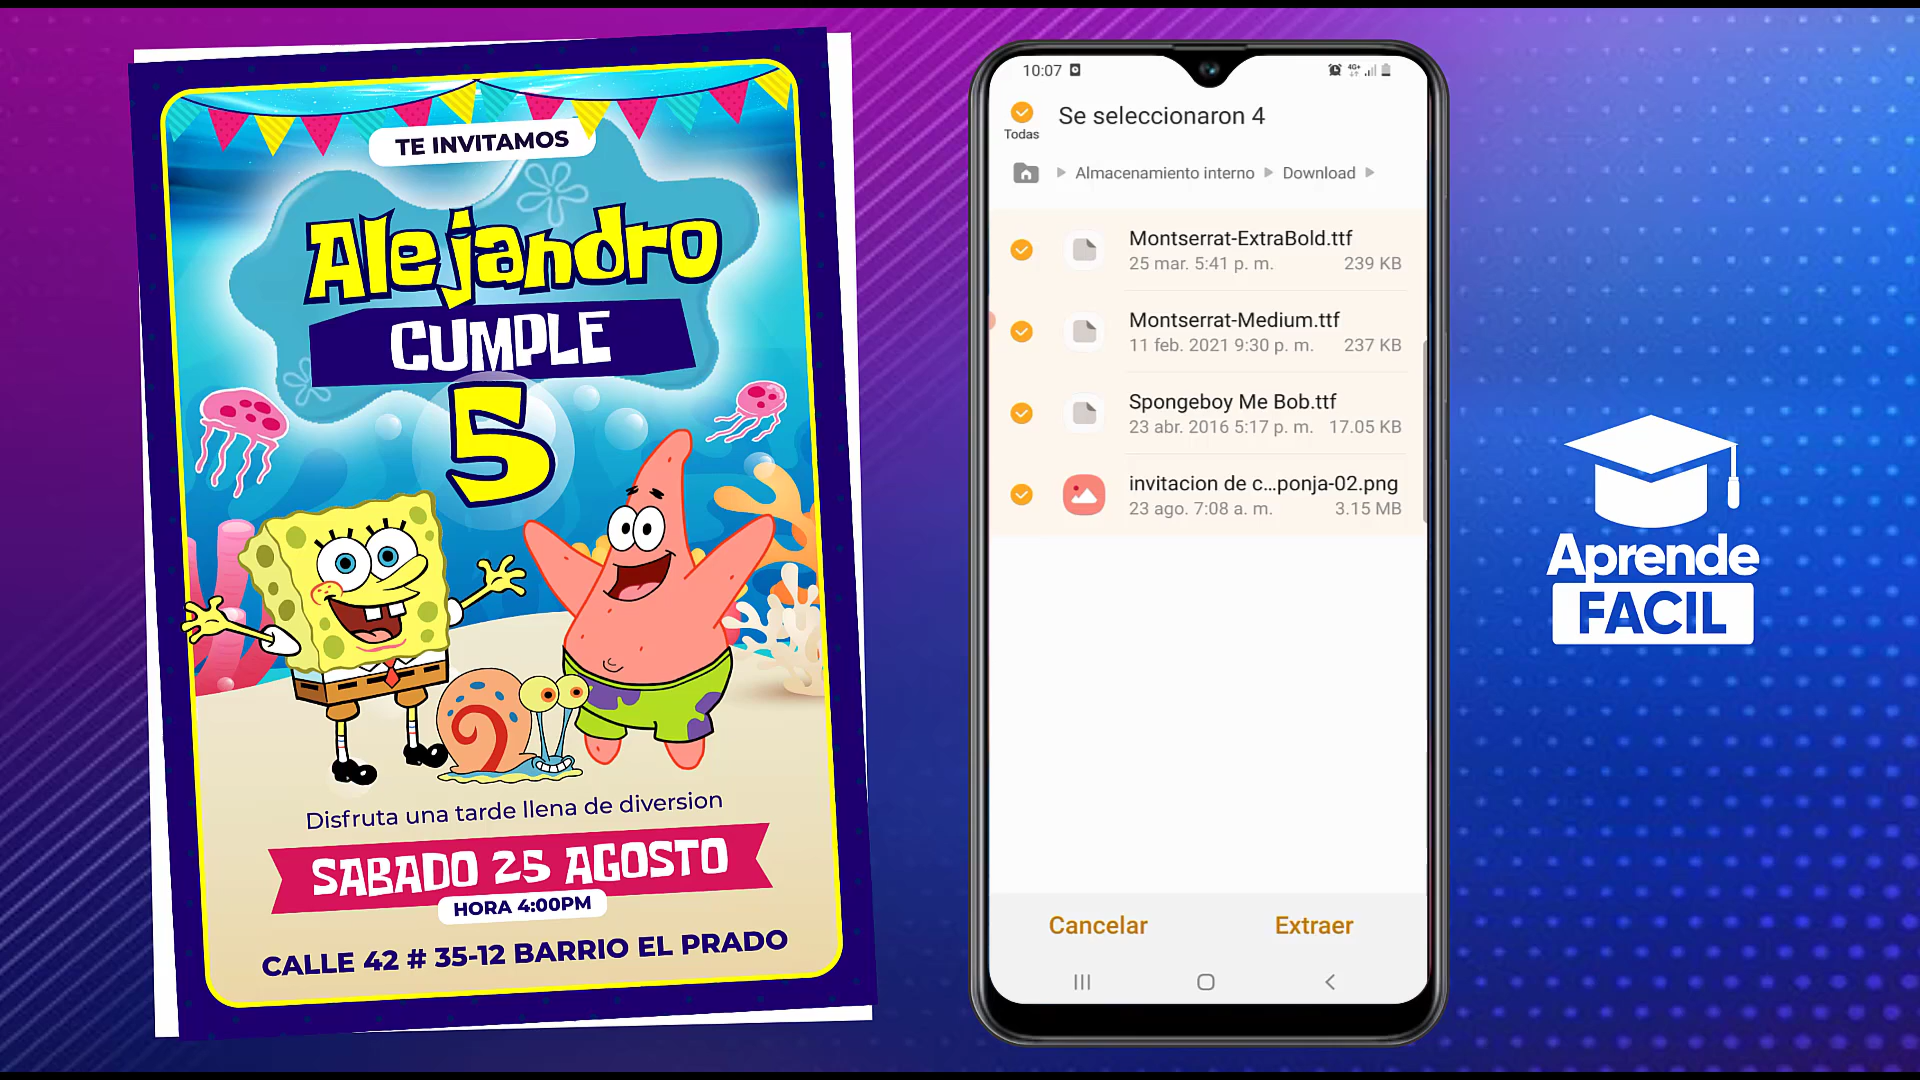 TE INVITAMOS
Alejandro
CUMPLE
5
Disfruta una tarde llena de diversion
SABADO 25 AGOSTO
HORA 4:00PM
CALLE 42 # 35-12 BARRIO EL PRADO
10:07
4G+
Todas
Se seleccionaron 4
Almacenamiento interno
Download
Montserrat-ExtraBold.ttf
25 mar. 5:41 p. m. 239 KB
Montserrat-Medium.ttf
11 feb. 2021 9:30 p. m. 237 KB
Spongeboy Me Bob.ttf
23 abr. 2016 5:17 p. m. 17.05 KB
invitacion de c...ponja-02.png
23 ago. 7:08 a. m. 3.15 MB
Cancelar Extraer
Aprende
FACIL